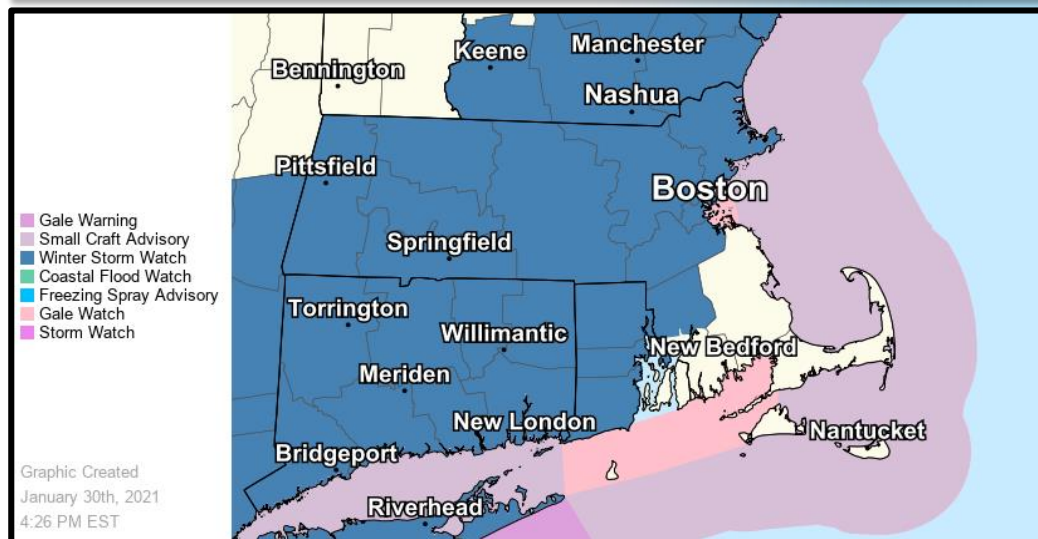 Keene
Manchester
Bennington
Nashua
Pittsfield
Boston
Springfield
Torrington
Willimantic
New Bedford
Meriden
New London
Nantucket
Bridgeport
Riverhead
Gale Warning
Small Craft Advisory
Winter Storm Watch
Coastal Flood Watch
Freezing Spray Advisory
Gale Watch
Storm Watch
Graphic Created
January 30th, 2021
4:26 PM EST